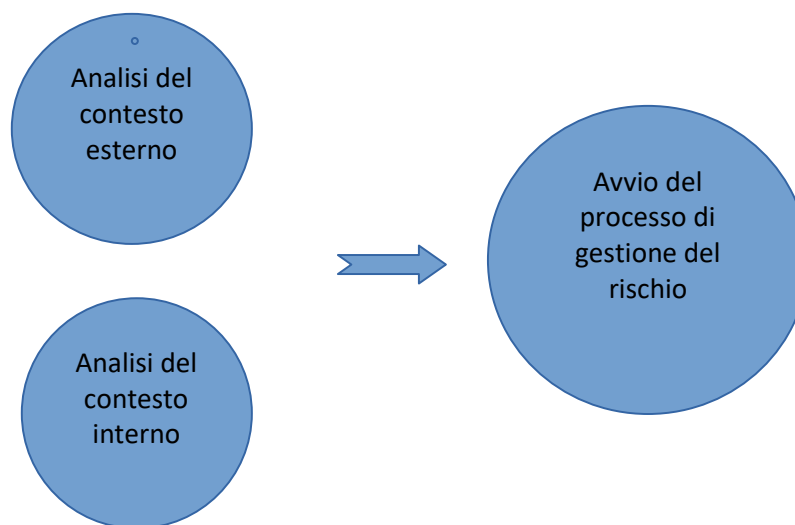 Analisi del
contesto
esterno
Avvio del
processo di
gestione del
rischio
Analisi del
contesto
interno